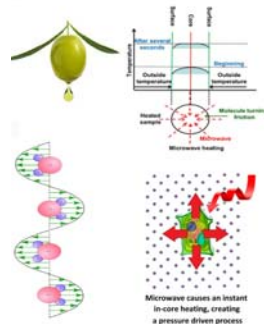 Surface
Core
Surface
After several
seconds
Beginning
Temperature
Outside
temperature
Outside
temperature
Heated
sample
Molecule turning
friction
Microwave
Microwave heating
Microwave causes an instant
in-core heating, creating
a pressure driven process